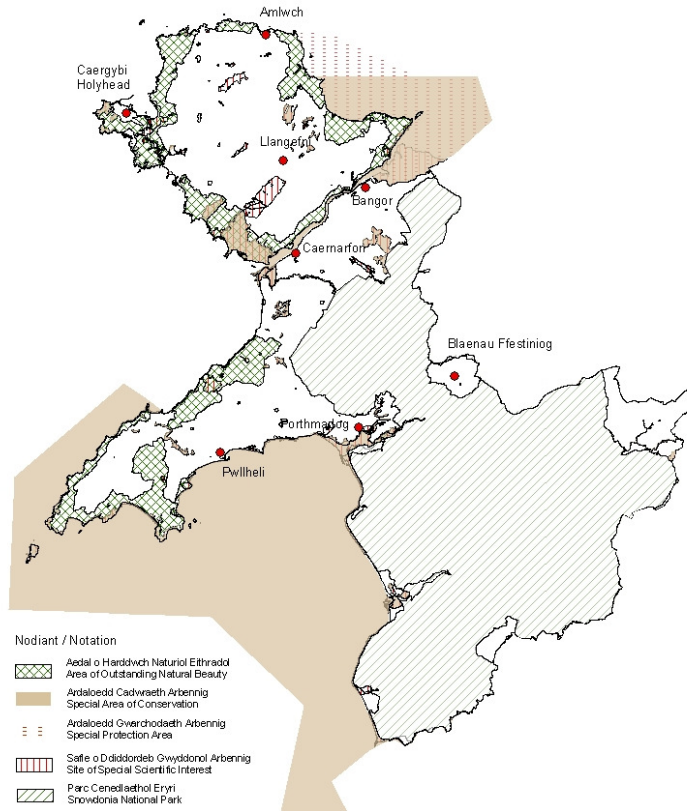 Amlwch
Caergybi
Holyhead
Llangefni
Bangor
Caernarfon
Blaenau Ffestiniog
Porthmadog
Pwllheli
Nodiant / Notation
Aedal o Harddwch Naturiol Eithradol
Area of Outstanding Natural Beauty
Ardaloedd Cadwraeth Arbennig
Special Area of Conservation
Ardaloedd Gwarchodaeth Arbennig
Special Protection Area
Safle o Ddiddordeb Gwyddonol Arbennig
Site of Special Scientific Interest
Parc Cenedlaethol Eryri
Snowdonia National Park